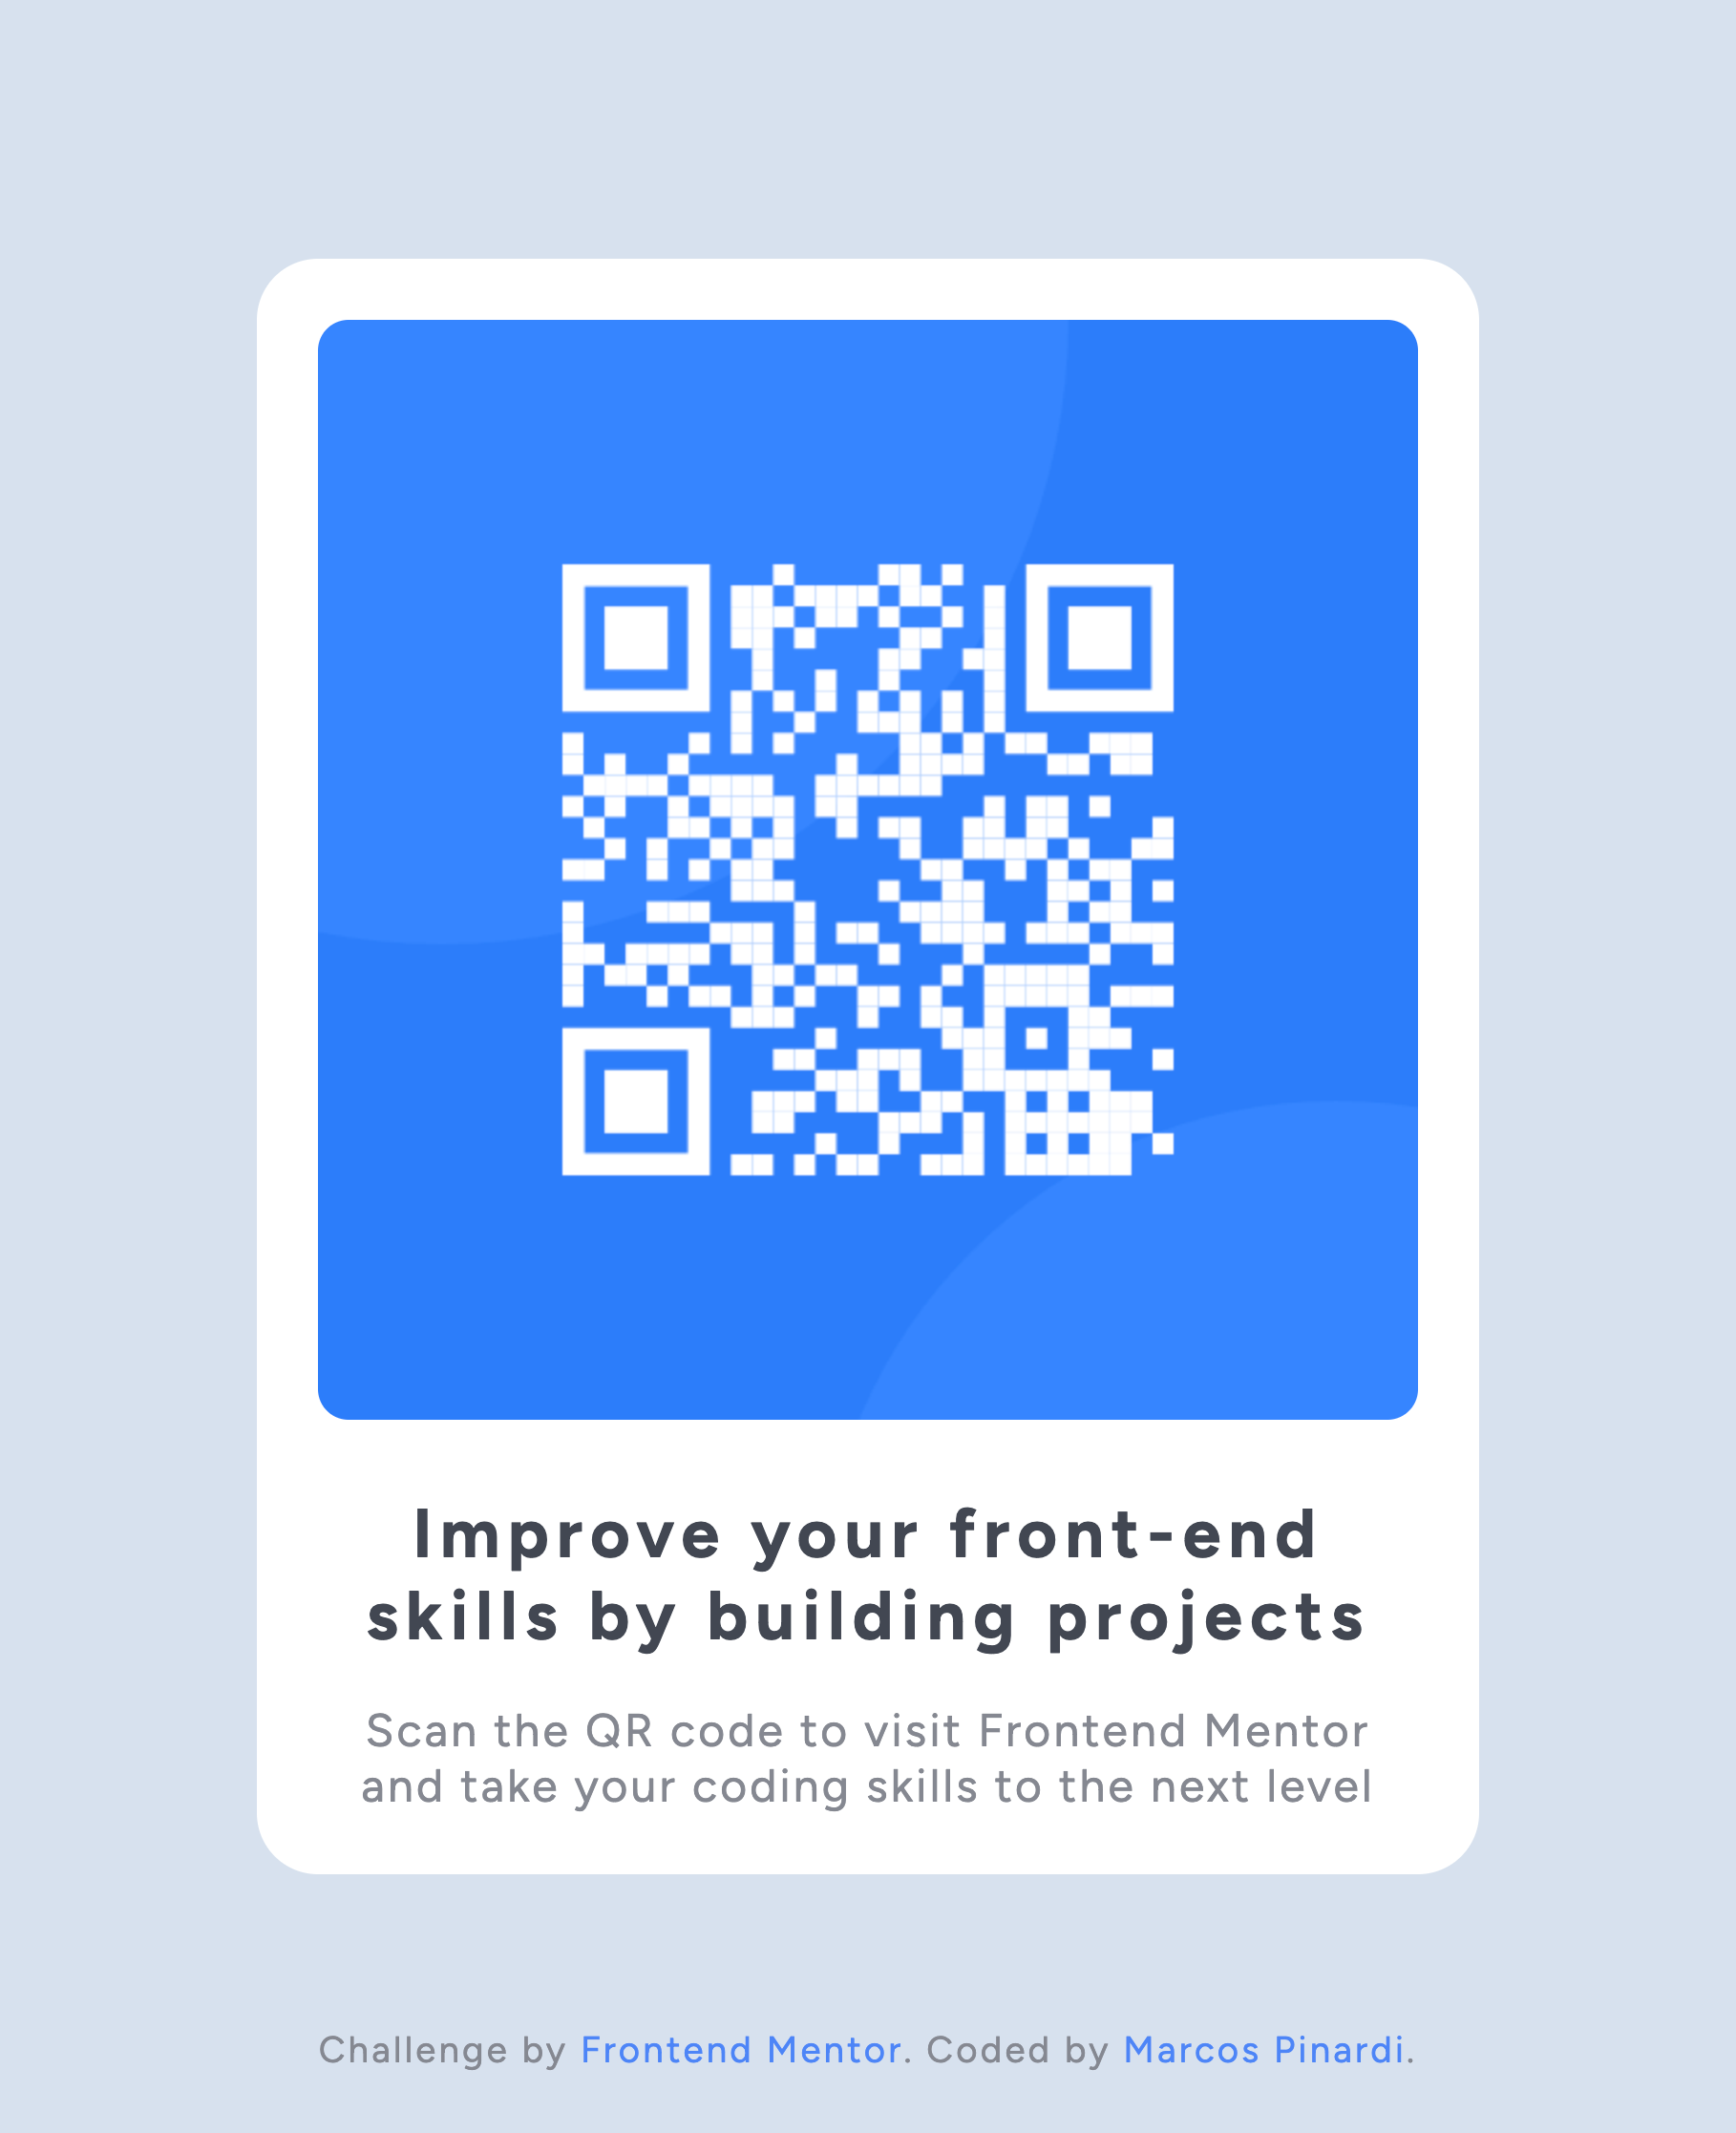 Improve your front-end
skills by building projects
Scan the QR code to visit Frontend Mentor
and take your coding skills to the next level
Challenge by Frontend Mentor. Coded by Marcos Pinardi.